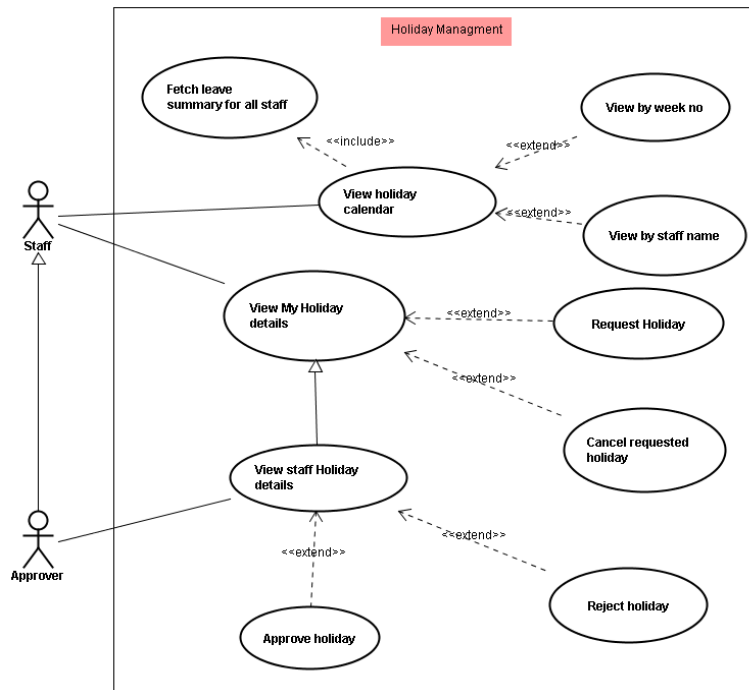 Holiday Managment
Fetch leave
summary for all staff
View by week no
<<include>>
<<extend>>
View holiday
calendar
<<extend>>
View by staff name
Staff
View My Holiday
details
<<extend>>
Request Holiday
<<extend>>
Cancel requested
holiday
View staff Holiday
details
<<extend>>
<<extend>>
Approver
Reject holiday
Approve holiday